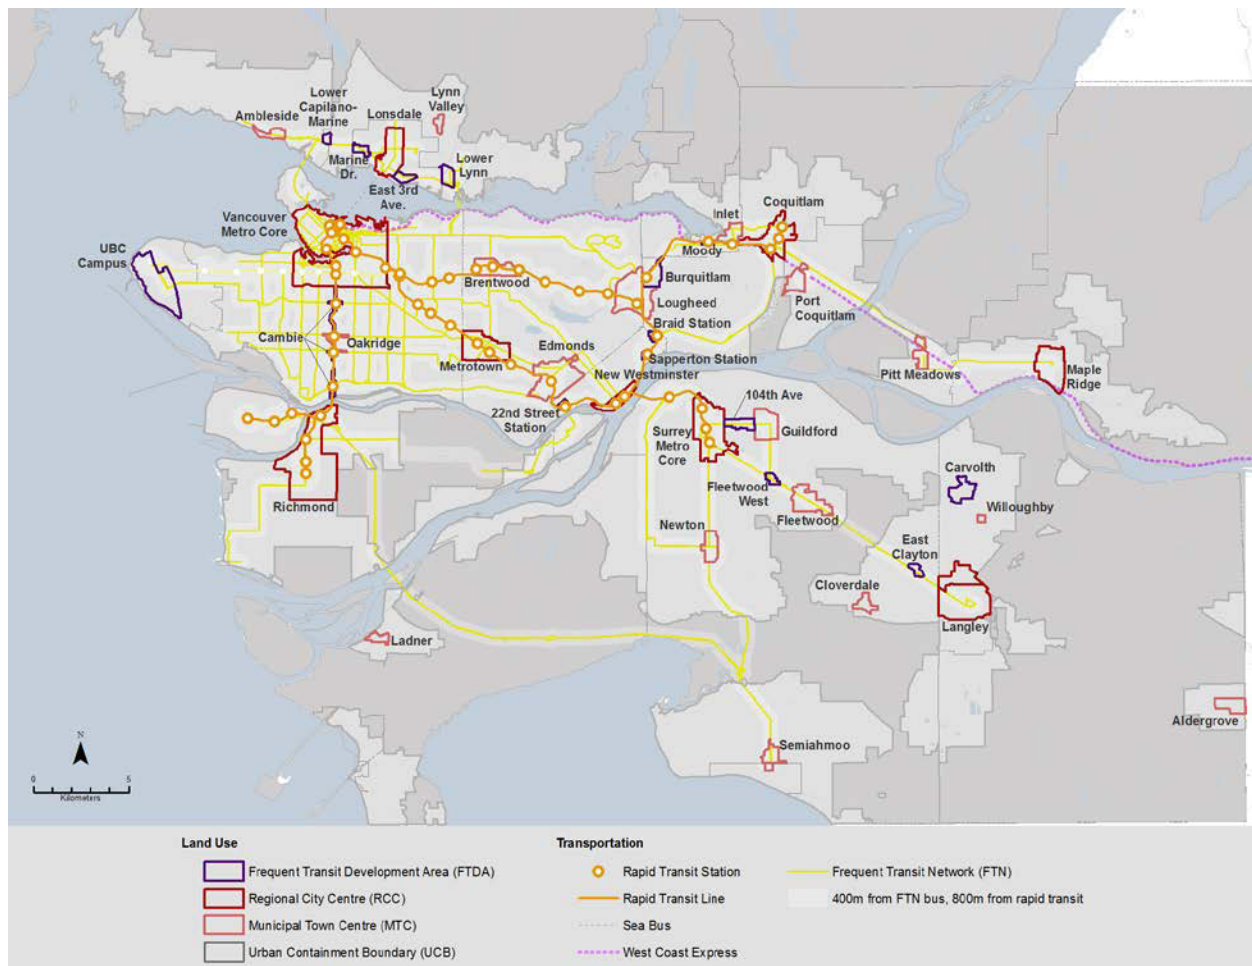 Lower
Capilano-
Marine
Lynn
Valley
Ambleside
Lonsdale
Marine
Dr.
Lower
Lynn
East 3rd
Ave.
Vancouver
Metro Core
UBC
Campus
Inlet
Coquitlam
Moody
Burquitlam
Brentwood
Lougheed
Port
Coquitlam
Braid Station
Cambie
Oakridge
Edmonds
Metrotown
Sapperton Station
New Westminster
Pitt Meadows
Maple
Ridge
22nd Street
Station
104th Ave
Surrey
Metro
Core
Guildford
Richmond
Fleetwood
West
Fleetwood
Carvolth
Willoughby
Newton
East
Clayton
Cloverdale
Langley
Ladner
Aldergrove
Semiahmoo
N
0 5
Kilometers
Land Use
Frequent Transit Development Area (FTDA)
Regional City Centre (RCC)
Municipal Town Centre (MTC)
Urban Containment Boundary (UCB)
Transportation
Rapid Transit Station
Rapid Transit Line
Sea Bus
West Coast Express
Frequent Transit Network (FTN)
400m from FTN bus, 800m from rapid transit